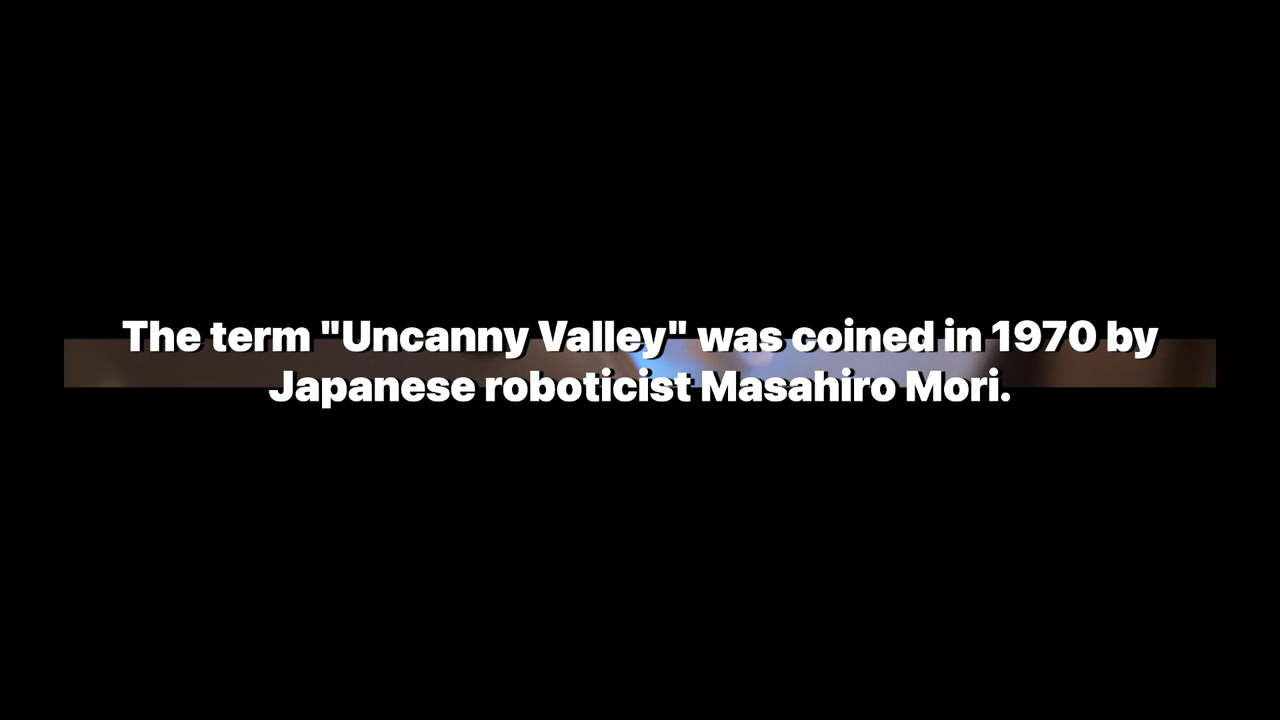 The term "Uncanny Valley" was coined in 1970 by
Japanese roboticist Masahiro Mori.